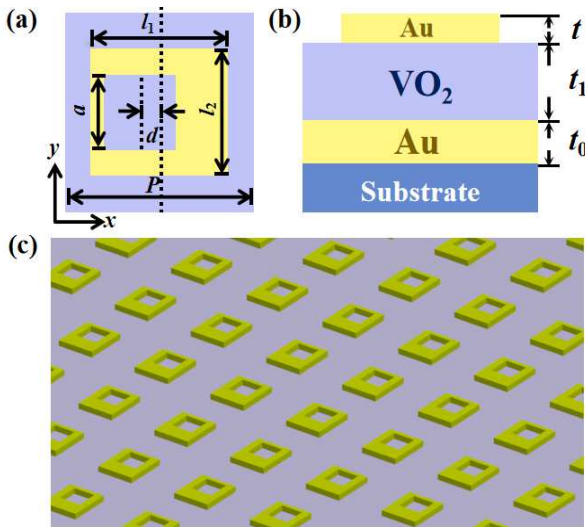 (a)
l₁
a
d
l₂
P
y
x
(b)
Au
t
VO₂
t₁
Au
t₀
Substrate
(c)